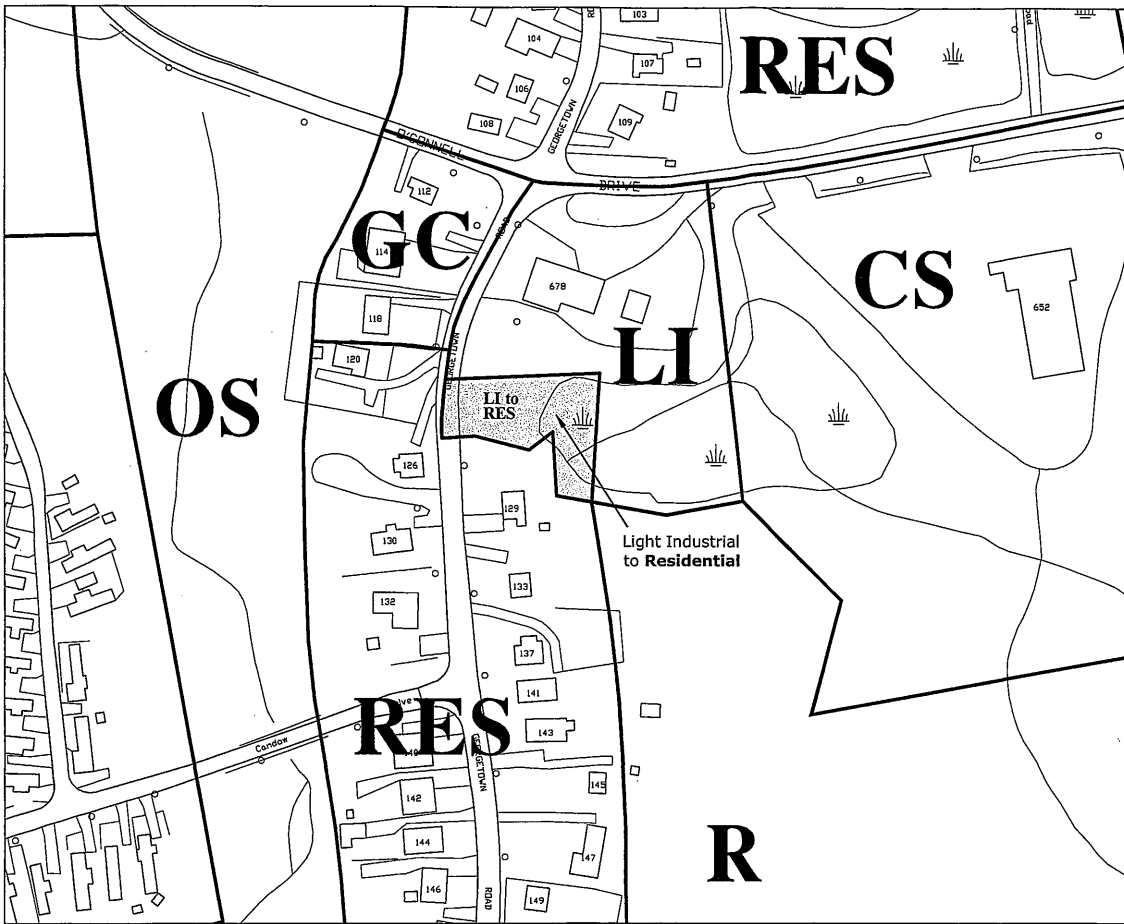 103
RES
104
107
106
108
109
GEORGETOWN
O'CONNELL
DRIVE
112
ROAD
GC
114
CS
678
652
118
LI
120
GEORGETOWN
OS
LI to
RES
126
129
Light Industrial
to Residential
130
133
132
137
141
RES
143
Candow
GEORGETOWN
145
142
R
144
147
146
ROAD
149